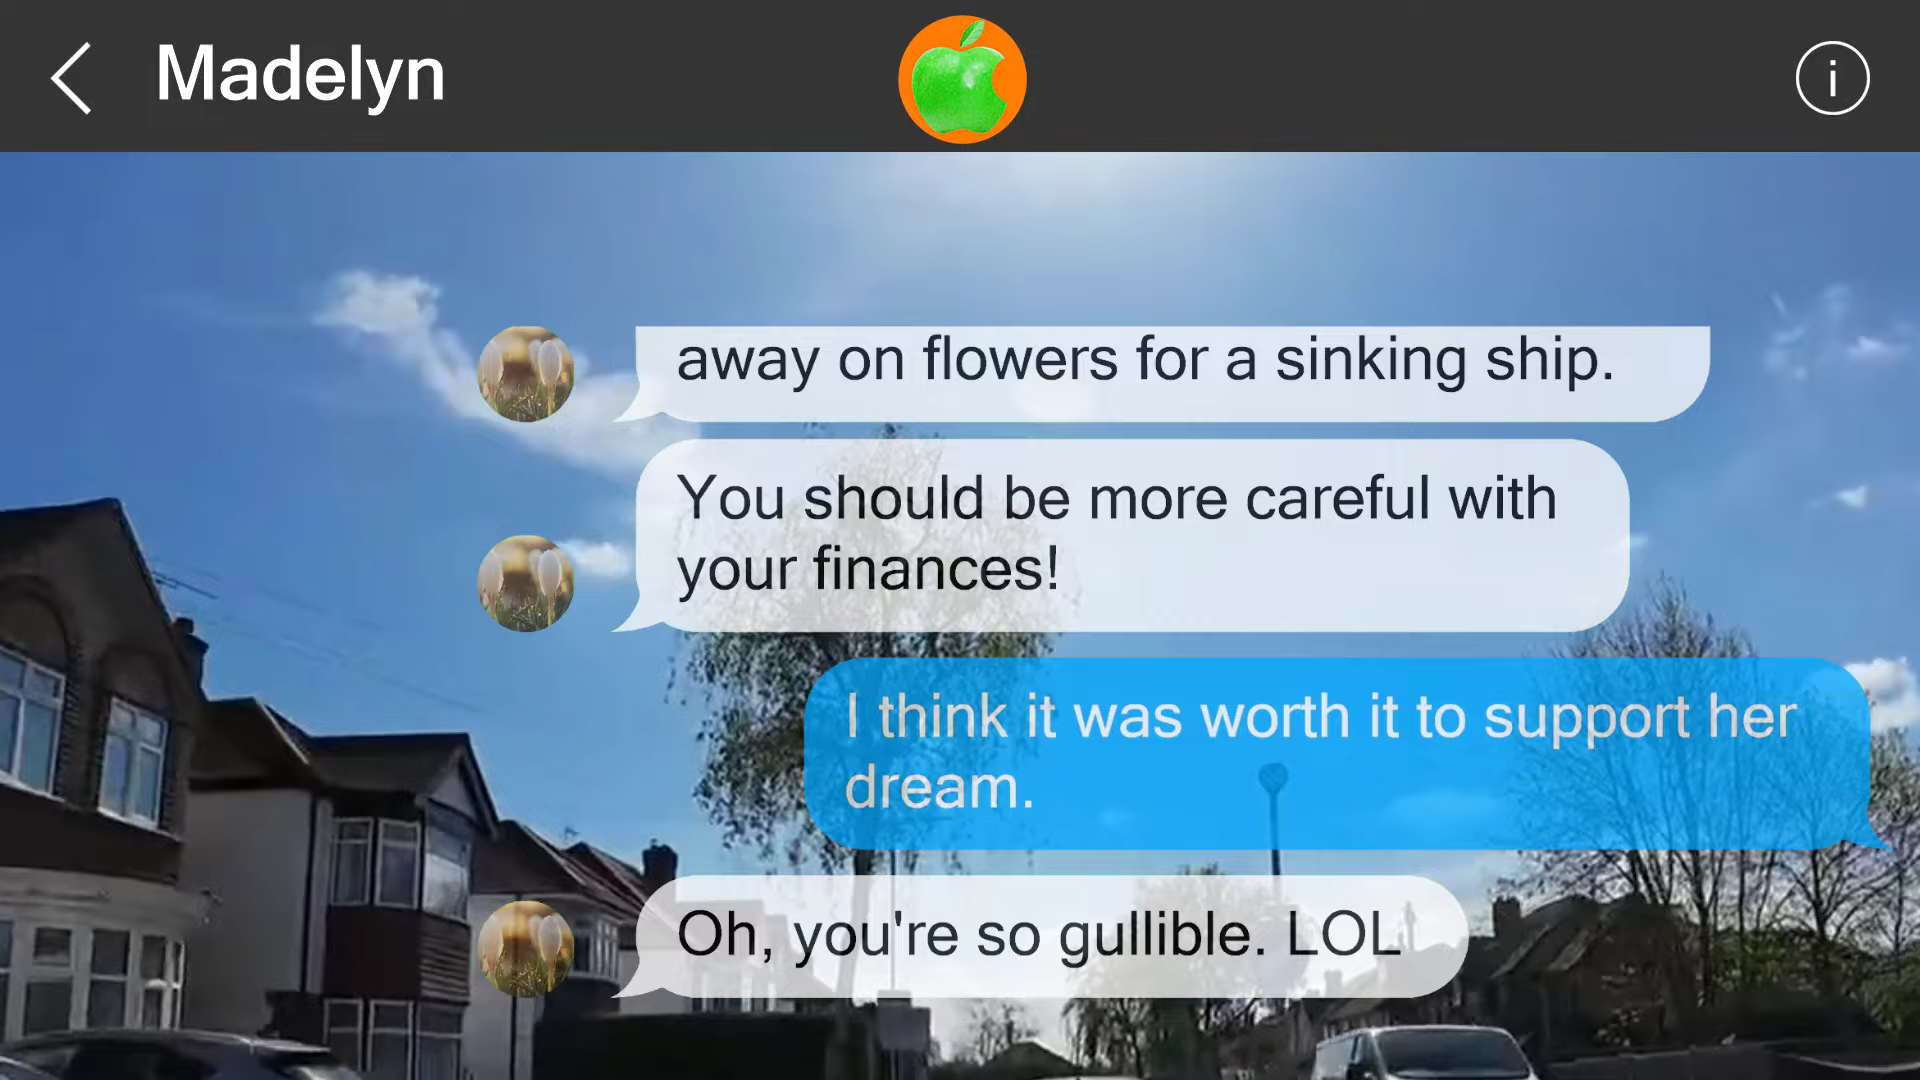 Madelyn
i
away on flowers for a sinking ship.
You should be more careful with
your finances!
I think it was worth it to support her
dream.
Oh, you're so gullible. LOL